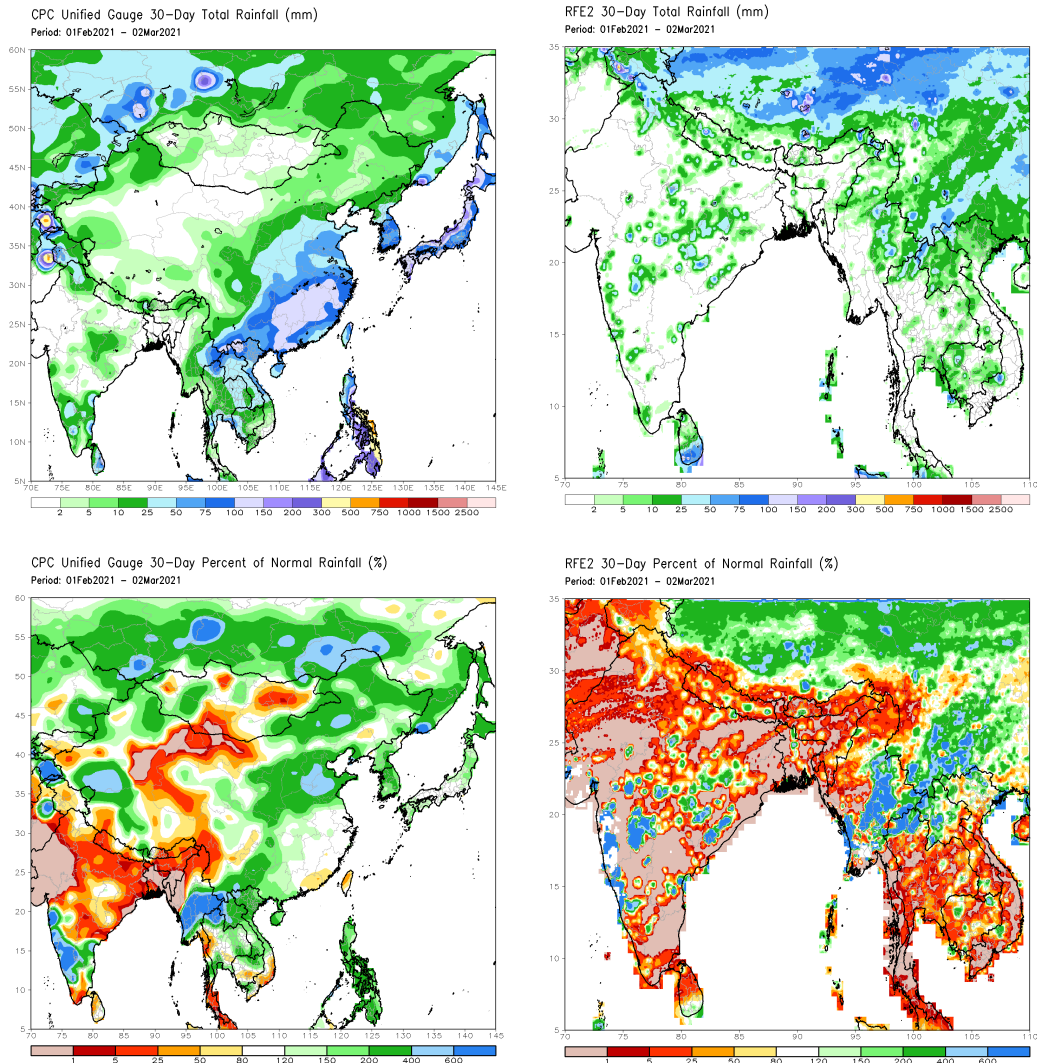 CPC Unified Gauge 30-Day Total Rainfall (mm)
Period: 01Feb2021 - 02Mar2021
60N
55N
50N
45N
40N
35N
30N
25N
20N
15N
10N
5N
70E 75E 80E 85E 90E 95E 100E 105E 110E 115E 120E 125E 130E 135E 140E 145E
2 5 10 25 50 75 100 150 200 300 500 750 1000 1500 2500
RFE2 30-Day Total Rainfall (mm)
Period: 01Feb2021 - 02Mar2021
35
30
25
20
15
10
5
70 75 80 85 90 95 100 105 110
2 5 10 25 50 75 100 150 200 300 500 750 1000 1500 2500
CPC Unified Gauge 30-Day Percent of Normal Rainfall (%)
Period: 01Feb2021 - 02Mar2021
60
55
50
45
40
35
30
25
20
15
10
5
70 75 80 85 90 95 100 105 110 115 120 125 130 135 140 145
1 5 25 50 80 120 150 200 400 600
RFE2 30-Day Percent of Normal Rainfall (%)
Period: 01Feb2021 - 02Mar2021
35
30
25
20
15
10
5
70 75 80 85 90 95 100 105 110
1 5 25 50 80 120 150 200 400 600